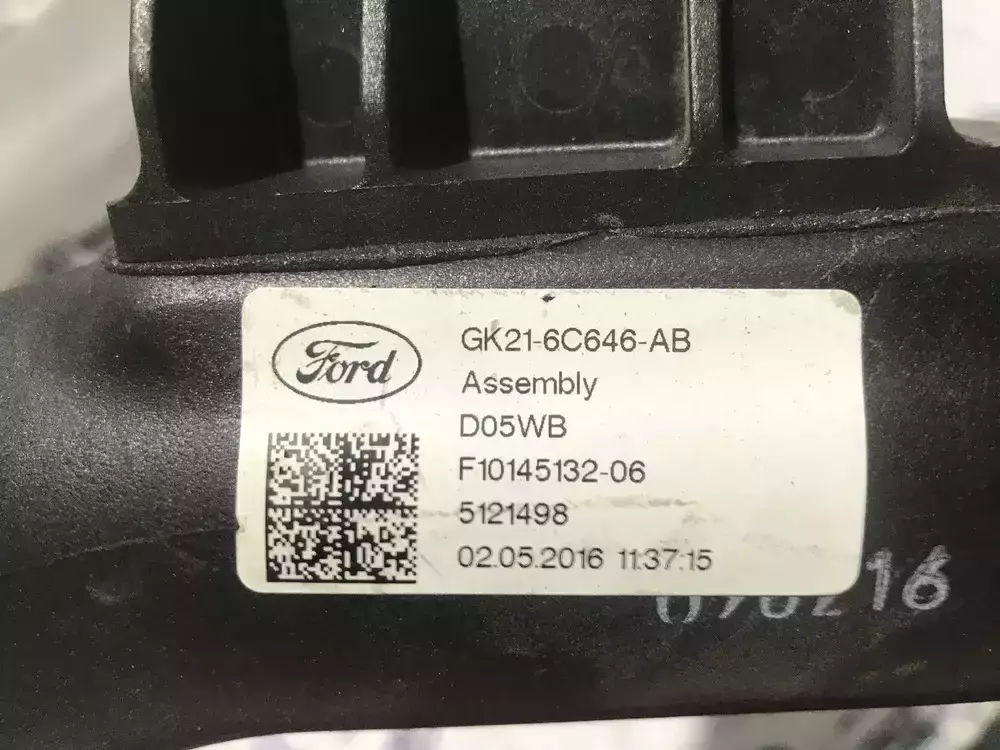 Ford
GK21-6C646-AB
Assembly
D05WB
F10145132-06
5121498
02.05.2016 11:37:15